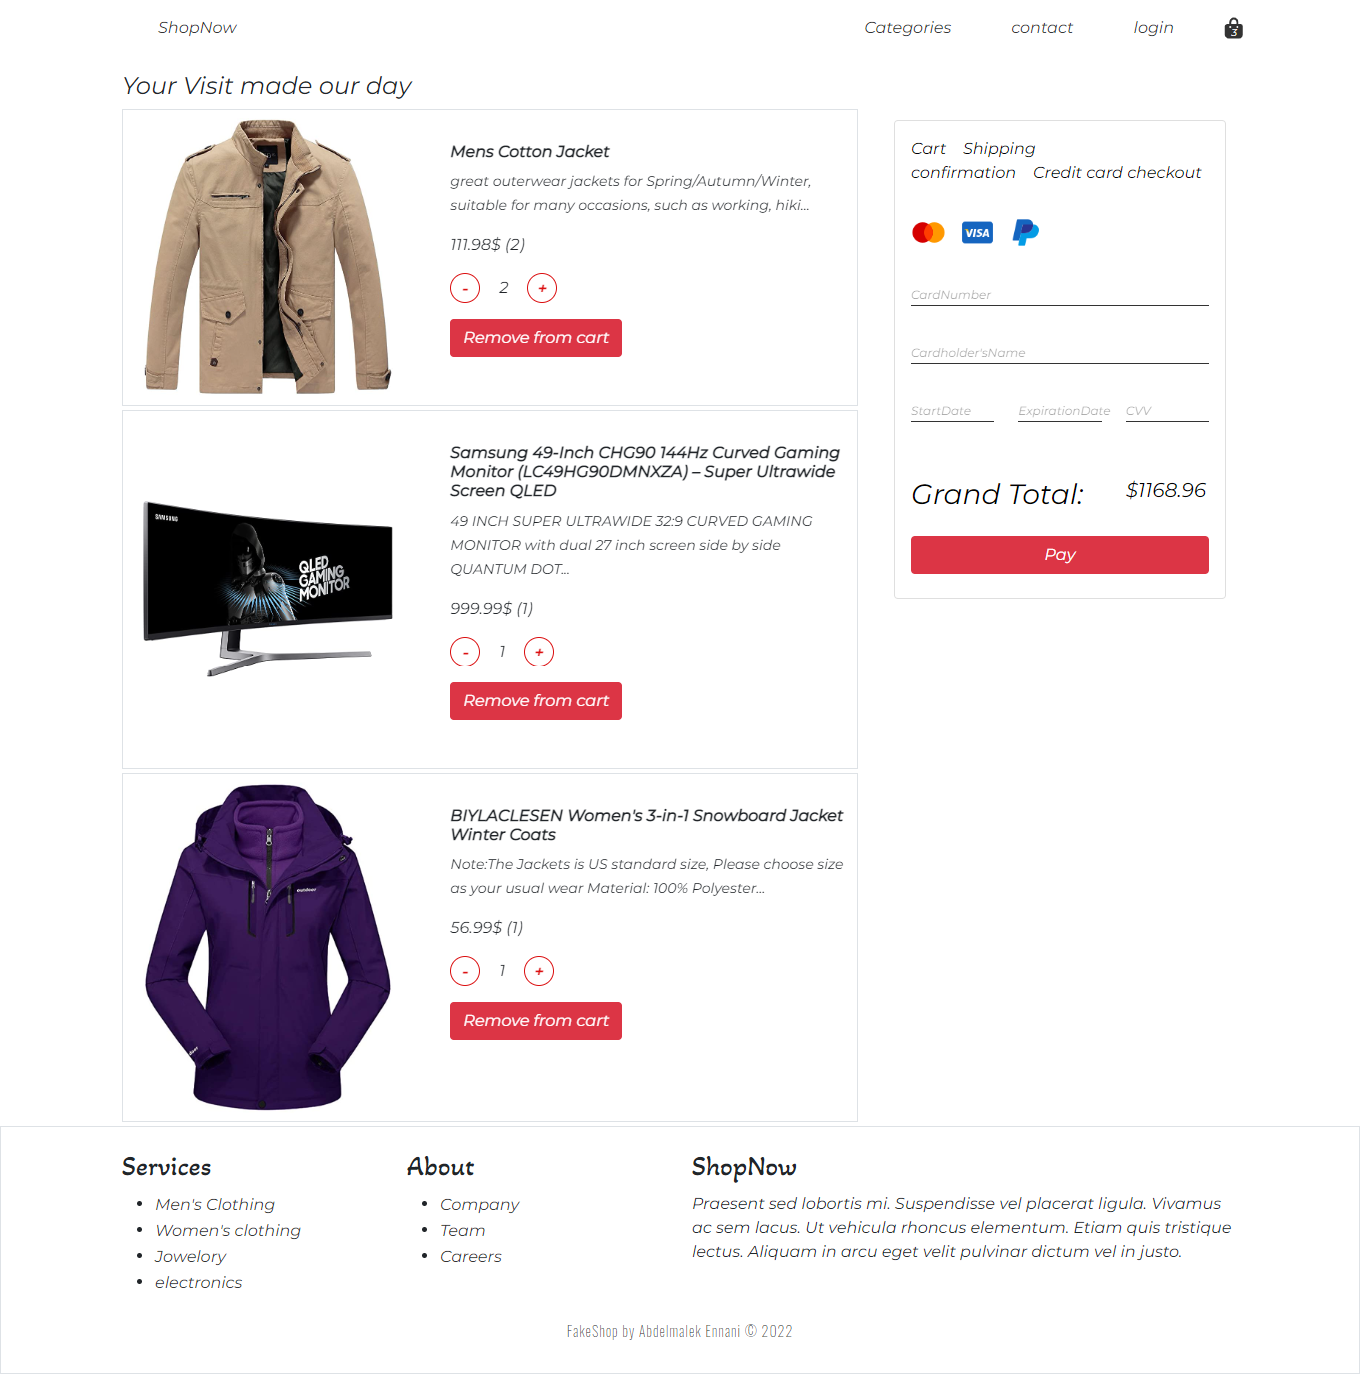 ShopNow
Categories
contact
login
3
Your Visit made our day
Mens Cotton Jacket
great outerwear jackets for Spring/Autumn/Winter,
suitable for many occasions, such as working, hiki...
111.98$ (2)
- 2 +
Remove from cart
SAMSUNG
QLED
GAMING
MONITOR
Samsung 49-Inch CHG90 144Hz Curved Gaming
Monitor (LC49HG90DMNXZA) – Super Ultrawide
Screen QLED
49 INCH SUPER ULTRAWIDE 32:9 CURVED GAMING
MONITOR with dual 27 inch screen side by side
QUANTUM DOT...
999.99$ (1)
- 1 +
Remove from cart
outdoor
BIYLACLESEN Women's 3-in-1 Snowboard Jacket
Winter Coats
Note:The Jackets is US standard size, Please choose size
as your usual wear Material: 100% Polyester...
56.99$ (1)
- 1 +
Remove from cart
Cart Shipping
confirmation Credit card checkout
VISA
CardNumber
Cardholder'sName
StartDate ExpirationDate CVV
Grand Total: $1168.96
Pay
Services
• Men's Clothing
• Women's clothing
• Jowelory
• electronics
About
• Company
• Team
• Careers
ShopNow
Praesent sed lobortis mi. Suspendisse vel placerat ligula. Vivamus
ac sem lacus. Ut vehicula rhoncus elementum. Etiam quis tristique
lectus. Aliquam in arcu eget velit pulvinar dictum vel in justo.
FakeShop by Abdelmalek Ennani © 2022